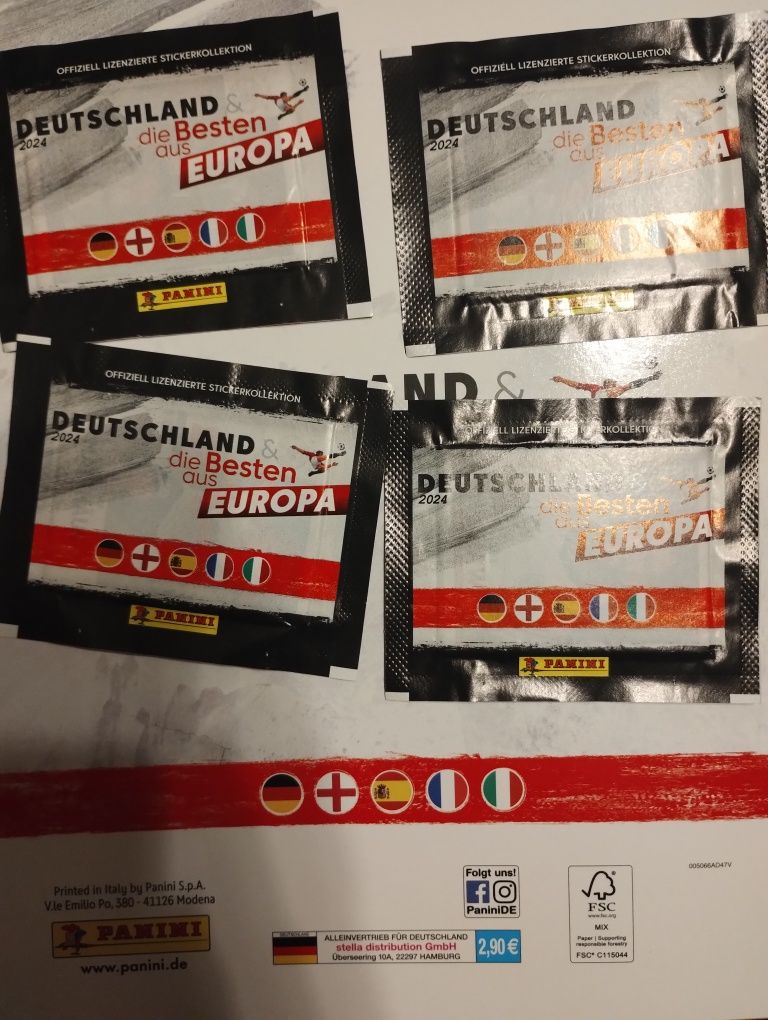 OFFIZIELL LIZENZIERTE STICKERKOLLEKTION
DEUTSCHLAND &
2024
die Besten
aus
EUROPA
PANINI
OFFIZIELL LIZENZIERTE STICKERKOLLEKTION
DEUTSCHLAND
2024
die Besten
aus
EUROPA
PANINI
OFFIZIELL LIZENZIERTE STICKERKOLLEKTION
DEUTSCHLAND &
2024
die Besten
aus
EUROPA
PANINI
AND &
OFFIZIELL LIZENZIERTE STICKERKOLLEKTION
DEUTSCHLAND &
2024
die Besten
aus
EUROPA
PANINI
005066AD47V
Printed in Italy by Panini S.p.A.
V.le Emilio Po, 380 - 41126 Modena
PANINI
www.panini.de
DEUTSCHLAND
ALLEINVERTRIEB FÜR DEUTSCHLAND
stella distribution GmbH
Überseering 10A, 22297 HAMBURG
2,90 €
Folgt uns!
PaniniDE
FSC
www.fsc.org
MIX
Paper | Supporting
responsible forestry
FSC® C115044